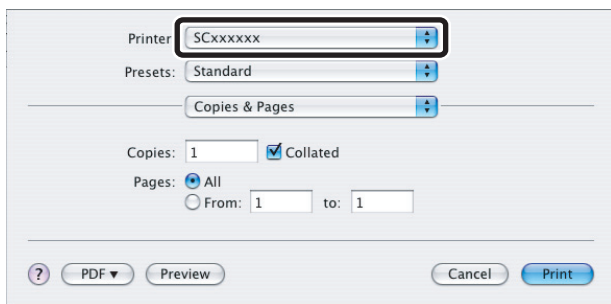 Printer: SCxxxxxx
Presets: Standard
Copies & Pages
Copies: 1 Collated
Pages: All
From: 1 to: 1
? PDF▼ Preview Cancel Print